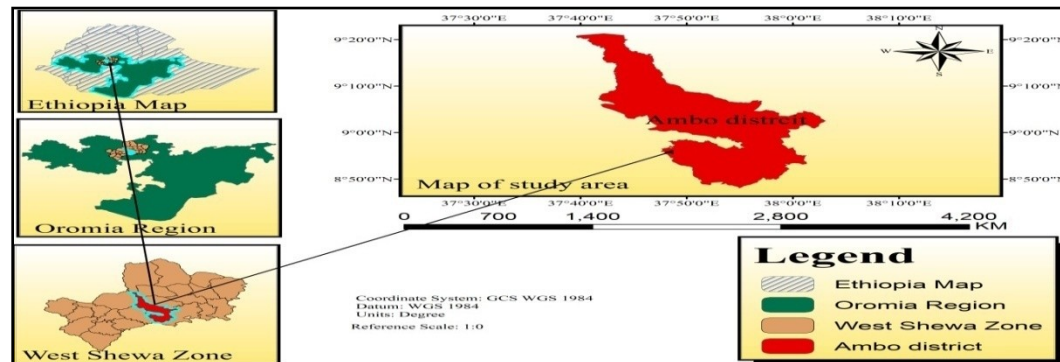 Ethiopia Map
Oromia Region
West Shewa Zone
37°30'0"E 37°40'0"E 37°50'0"E 38°0'0"E 38°10'0"E
N
W E
S
9°20'0"N 9°20'0"N
9°10'0"N 9°10'0"N
Ambo distrcit
9°0'0"N 9°0'0"N
8°50'0"N 8°50'0"N
Map of study area
37°30'0"E 37°40'0"E 37°50'0"E 38°0'0"E 38°10'0"E
0 700 1,400 2,800 4,200
KM
Coordinate System: GCS WGS 1984
Datum: WGS 1984
Units: Degree
Reference Scale: 1:0
Legend
Ethiopia Map
Oromia Region
West Shewa Zone
Ambo district